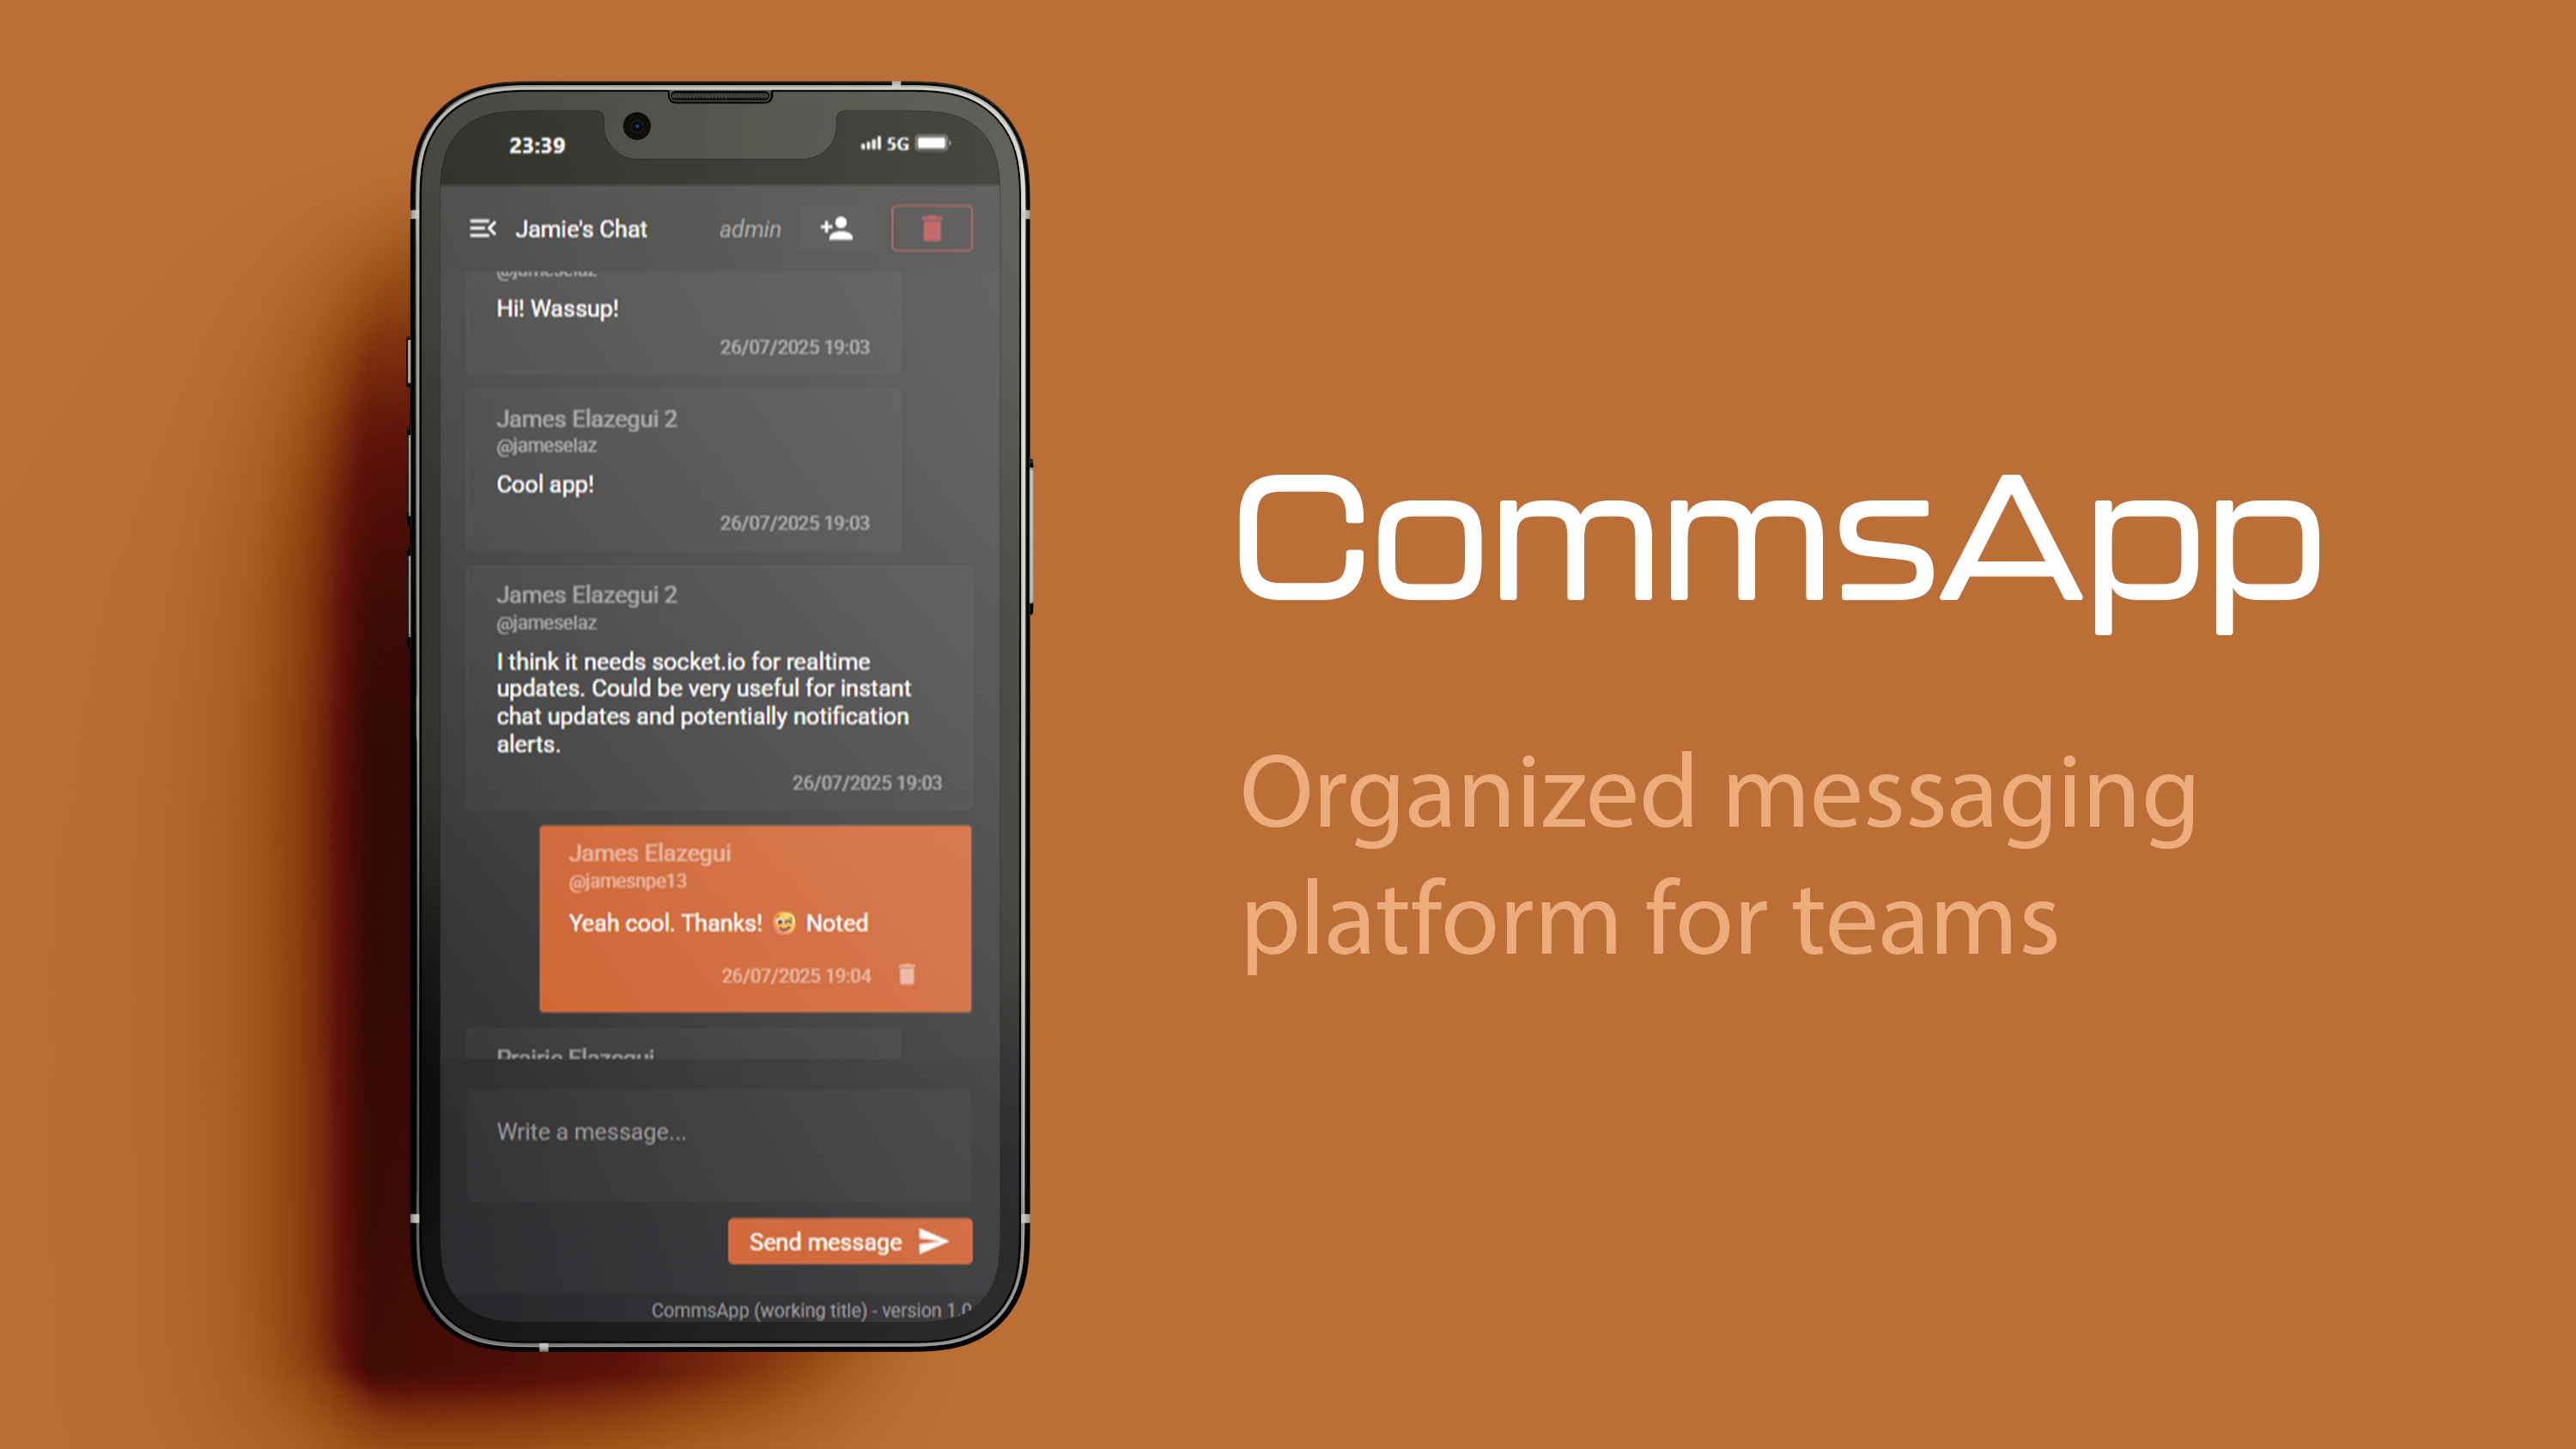 23:39
5G
Jamie's Chat
admin
@jameselaz
Hi! Wassup!
26/07/2025 19:03
James Elazegui 2
@jameselaz
Cool app!
26/07/2025 19:03
James Elazegui 2
@jameselaz
I think it needs socket.io for realtime
updates. Could be very useful for instant
chat updates and potentially notification
alerts.
26/07/2025 19:03
James Elazegui
@jamesnpe13
Yeah cool. Thanks! 😉 Noted
26/07/2025 19:04
Prairie Elazegui
Write a message...
Send message
CommsApp (working title) - version 1.0
CommsApp
Organized messaging
platform for teams